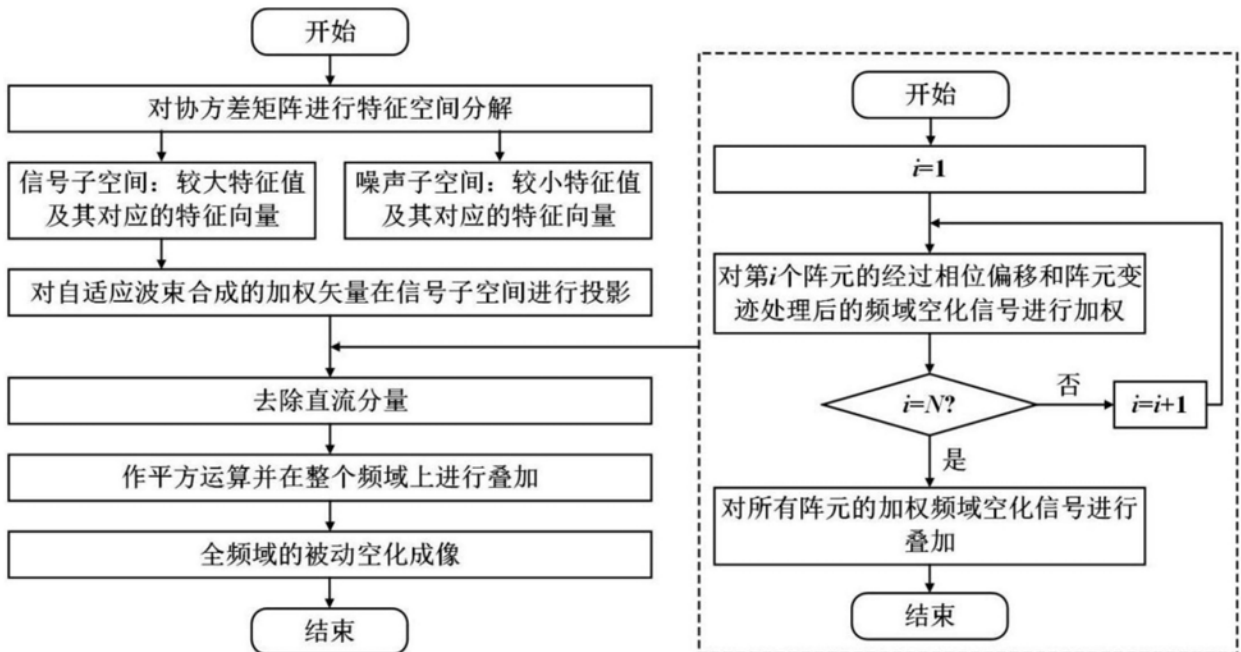 开始
对协方差矩阵进行特征空间分解
信号子空间：较大特征值
及其对应的特征向量
噪声子空间：较小特征值
及其对应的特征向量
对自适应波束合成的加权矢量在信号子空间进行投影
去除直流分量
作平方运算并在整个频域上进行叠加
全频域的被动空化成像
结束
开始
i=1
对第i个阵元的经过相位偏移和阵元变
迹处理后的频域空化信号进行加权
i=N?
否
i=i+1
是
对所有阵元的加权频域空化信号进行
叠加
结束